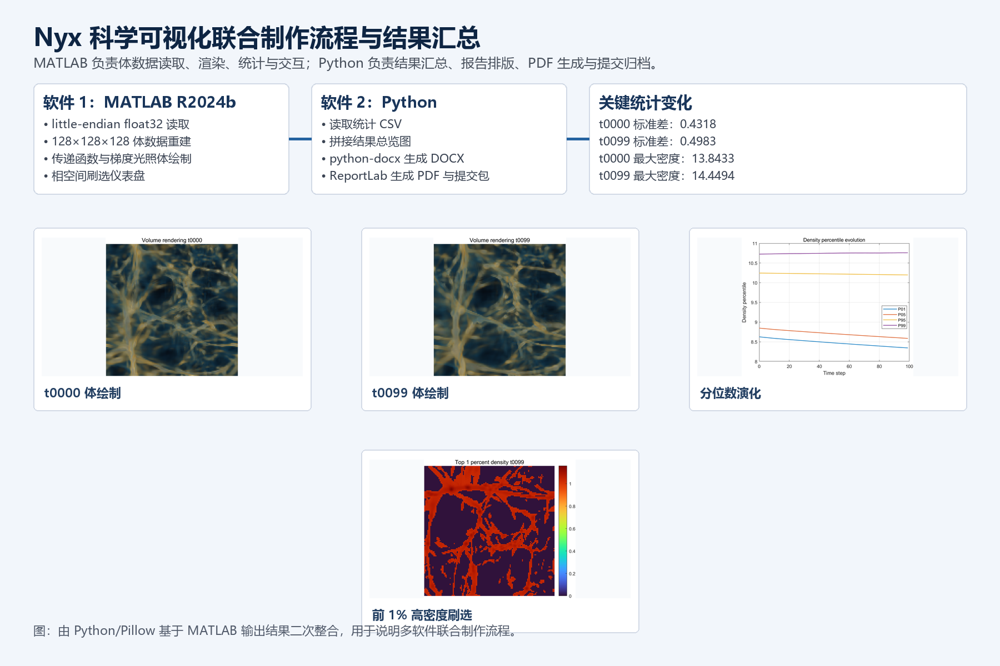 Nyx 科学可视化联合制作流程与结果汇总
MATLAB 负责体数据读取、渲染、统计与交互；Python 负责结果汇总、报告排版、PDF 生成与提交归档。
软件 1：MATLAB R2024b
• little-endian float32 读取
• 128×128×128 体数据重建
• 传递函数与梯度光照体绘制
• 相空间刷选仪表盘
软件 2：Python
• 读取统计 CSV
• 拼接结果总览图
• python-docx 生成 DOCX
• ReportLab 生成 PDF 与提交包
关键统计变化
t0000 标准差：0.4318
t0099 标准差：0.4983
t0000 最大密度：13.8433
t0099 最大密度：14.4494
Volume rendering t0000
t0000 体绘制
Volume rendering t0099
t0099 体绘制
Density percentile evolution
11
10.5
10
9.5
9
8.5
8
Density percentile
P01
P05
P95
P99
0
20
40
60
80
100
Time step
分位数演化
Top 1 percent density t0099
1
0.8
0.6
0.4
0.2
0
前 1% 高密度刷选
图：由 Python/Pillow 基于 MATLAB 输出结果二次整合，用于说明多软件联合制作流程。